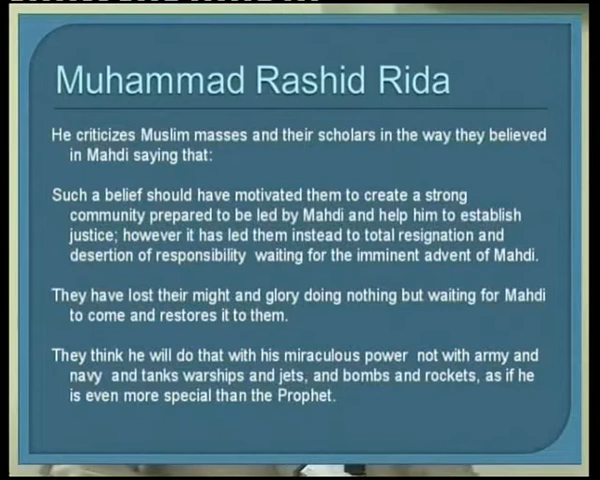 Muhammad Rashid Rida
He criticizes Muslim masses and their scholars in the way they believed
in Mahdi saying that:
Such a belief should have motivated them to create a strong
community prepared to be led by Mahdi and help him to establish
justice; however it has led them instead to total resignation and
desertion of responsibility waiting for the imminent advent of Mahdi.
They have lost their might and glory doing nothing but waiting for Mahdi
to come and restores it to them.
They think he will do that with his miraculous power not with army and
navy and tanks warships and jets, and bombs and rockets, as if he
is even more special than the Prophet.